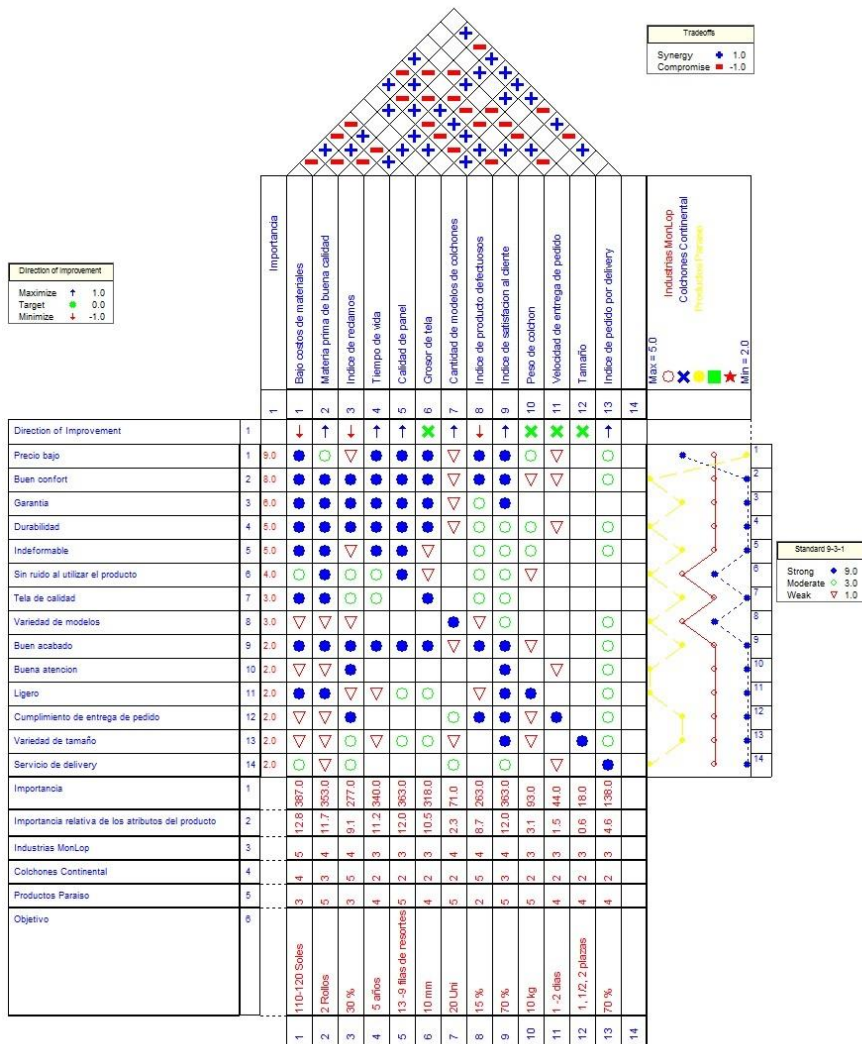 Tradeoffs
Synergy 1.0
Compromise -1.0
Direction of improvement
Maximize 1.0
Target 0.0
Minimize -1.0
Importancia
Bajo costos de materiales
Materia prima de buena calidad
Indice de reclamos
Tiempo de vida
Calidad de panel
Grosor de tela
Cantidad de modelos de colchones
Indice de producto defectuosos
Indice de satisfacion al cliente
Peso de colchon
Velocidad de entrega de pedido
Tamaño
Indice de pedido por delivery
Industrias MonLop
Colchones Continental
Productos Paraiso
Max = 5.0
Min = 2.0
1 1 2 3 4 5 6 7 8 9 10 11 12 13 14
Direction of Improvement 1
Precio bajo 1 9.0 1
Buen confort 2 8.0 2
Garantia 3 6.0 3
Durabilidad 4 5.0 4
Indeformable 5 5.0 5
Sin ruido al utilizar el producto 6 4.0 6
Tela de calidad 7 3.0 7
Variedad de modelos 8 3.0 8
Buen acabado 9 2.0 9
Buena atencion 10 2.0 10
Ligero 11 2.0 11
Cumplimiento de entrega de pedido 12 2.0 12
Variedad de tamaño 13 2.0 13
Servicio de delivery 14 2.0 14
Standard 9-3-1
Strong 9.0
Moderate 3.0
Weak 1.0
Importancia 1 387.0 353.0 277.0 340.0 363.0 318.0 71.0 263.0 363.0 93.0 44.0 18.0 138.0
Importancia relativa de los atributos del producto 2 12.8 11.7 9.1 11.2 12.0 10.5 2.3 8.7 12.0 3.1 1.5 0.6 4.6
Industrias MonLop 3 5 4 4 3 3 3 4 4 4 3 3 3 3
Colchones Continental 4 4 3 5 2 2 2 4 5 3 2 2 2 2
Productos Paraiso 5 3 5 3 4 5 4 5 2 5 5 4 4 4
Objetivo 6 110-120 Soles
2 Rollos
30 %
5 años
13 -9 filas de resortes
10 mm
20 Uni
15 %
70 %
10 kg
1 -2 dias
1, 1/2, 2 plazas
70 %
1 2 3 4 5 6 7 8 9 10 11 12 13 14